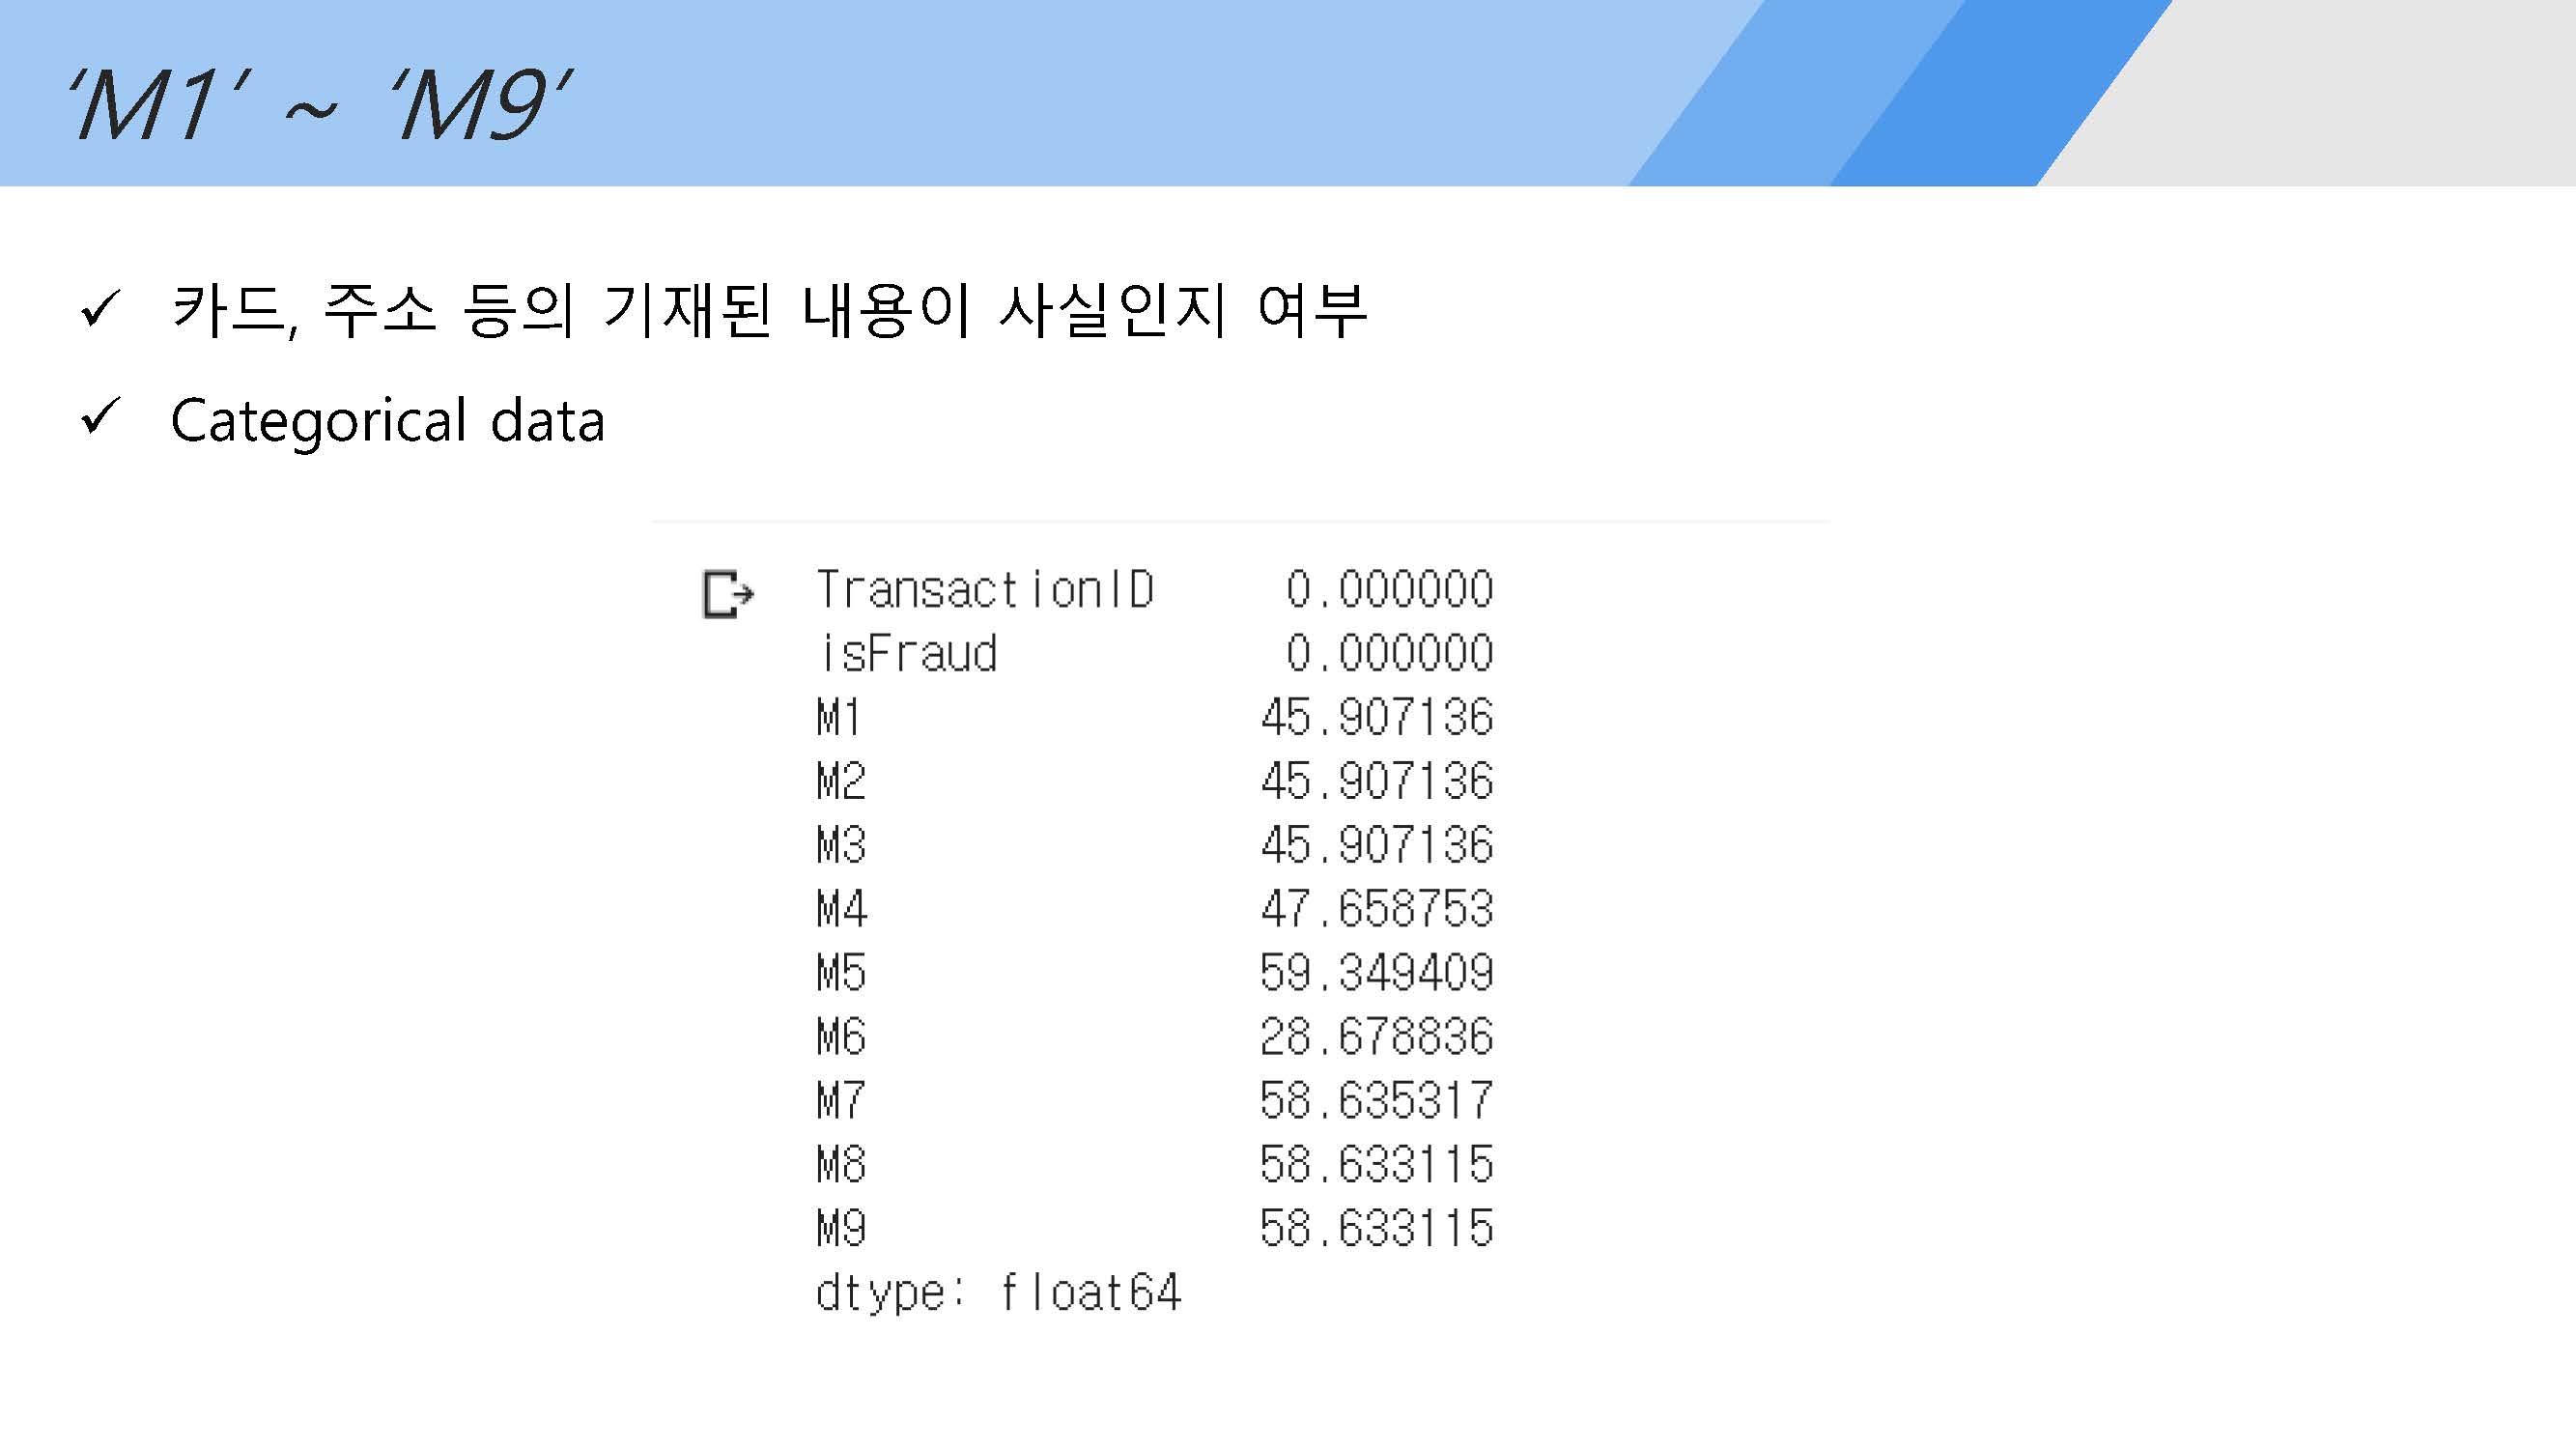 ‘M1’ ~ ‘M9’
✓ 카드, 주소 등의 기재된 내용이 사실인지 여부
✓ Categorical data
TransactionID 0.000000
isFraud 0.000000
M1 45.907136
M2 45.907136
M3 45.907136
M4 47.658753
M5 59.349409
M6 28.678836
M7 58.635317
M8 58.633115
M9 58.633115
dtype: float64